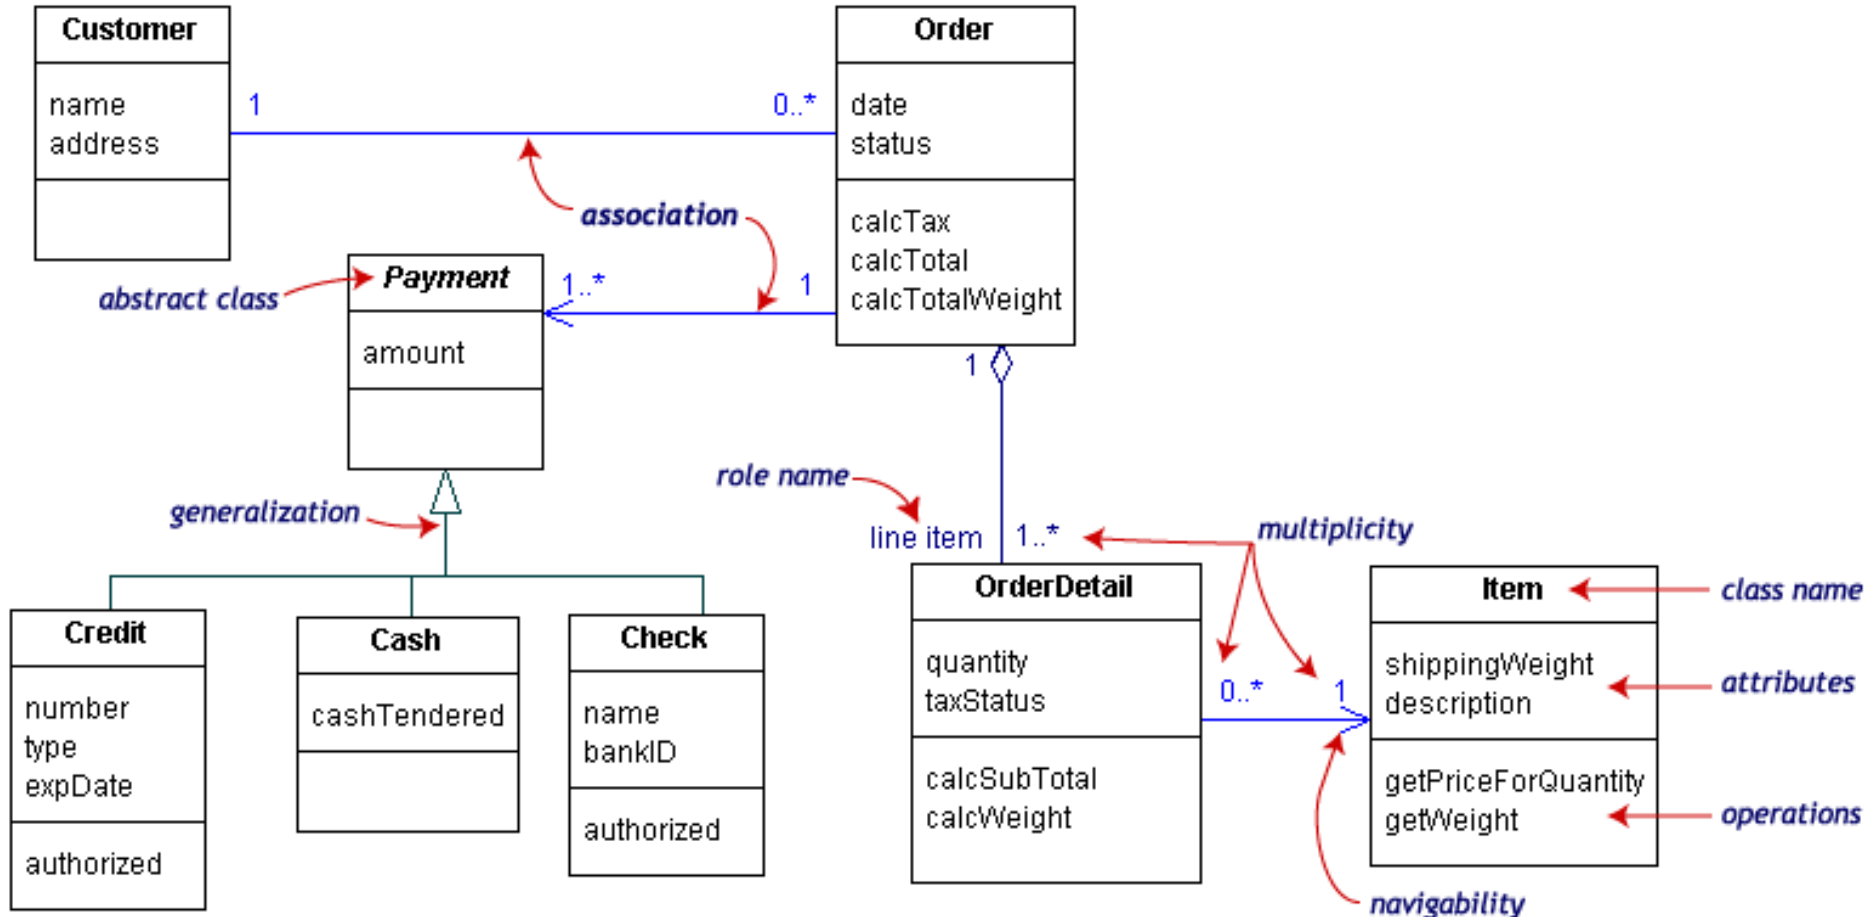 Customer
name
address
1
0..*
Order
date
status
calcTax
calcTotal
calcTotalWeight
association
abstract class
Payment
amount
1..*
1
1
generalization
role name
line item
1..*
multiplicity
Credit
number
type
expDate
authorized
Cash
cashTendered
Check
name
bankID
authorized
OrderDetail
quantity
taxStatus
calcSubTotal
calcWeight
0..*
1
Item
shippingWeight
description
getPriceForQuantity
getWeight
class name
attributes
operations
navigability